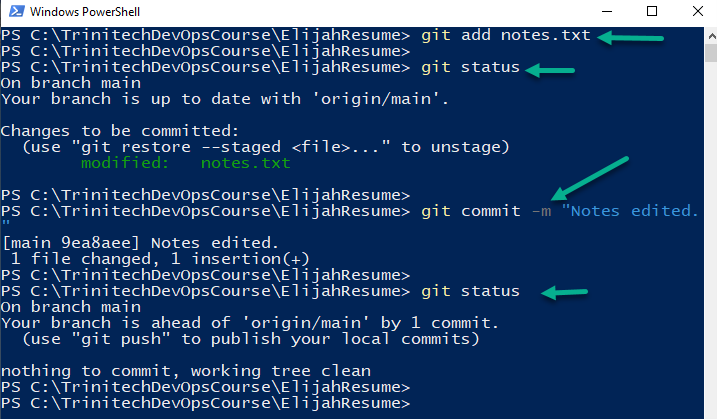 Windows PowerShell
PS C:\TrinitechDevOpsCourse\ElijahResume> git add notes.txt
PS C:\TrinitechDevOpsCourse\ElijahResume>
PS C:\TrinitechDevOpsCourse\ElijahResume> git status
On branch main
Your branch is up to date with 'origin/main'.
Changes to be committed:
  (use "git restore --staged <file>..." to unstage)
        modified:   notes.txt
PS C:\TrinitechDevOpsCourse\ElijahResume>
PS C:\TrinitechDevOpsCourse\ElijahResume> git commit -m "Notes edited.
"
[main 9ea8aee] Notes edited.
 1 file changed, 1 insertion(+)
PS C:\TrinitechDevOpsCourse\ElijahResume>
PS C:\TrinitechDevOpsCourse\ElijahResume> git status
On branch main
Your branch is ahead of 'origin/main' by 1 commit.
  (use "git push" to publish your local commits)
nothing to commit, working tree clean
PS C:\TrinitechDevOpsCourse\ElijahResume>
PS C:\TrinitechDevOpsCourse\ElijahResume>